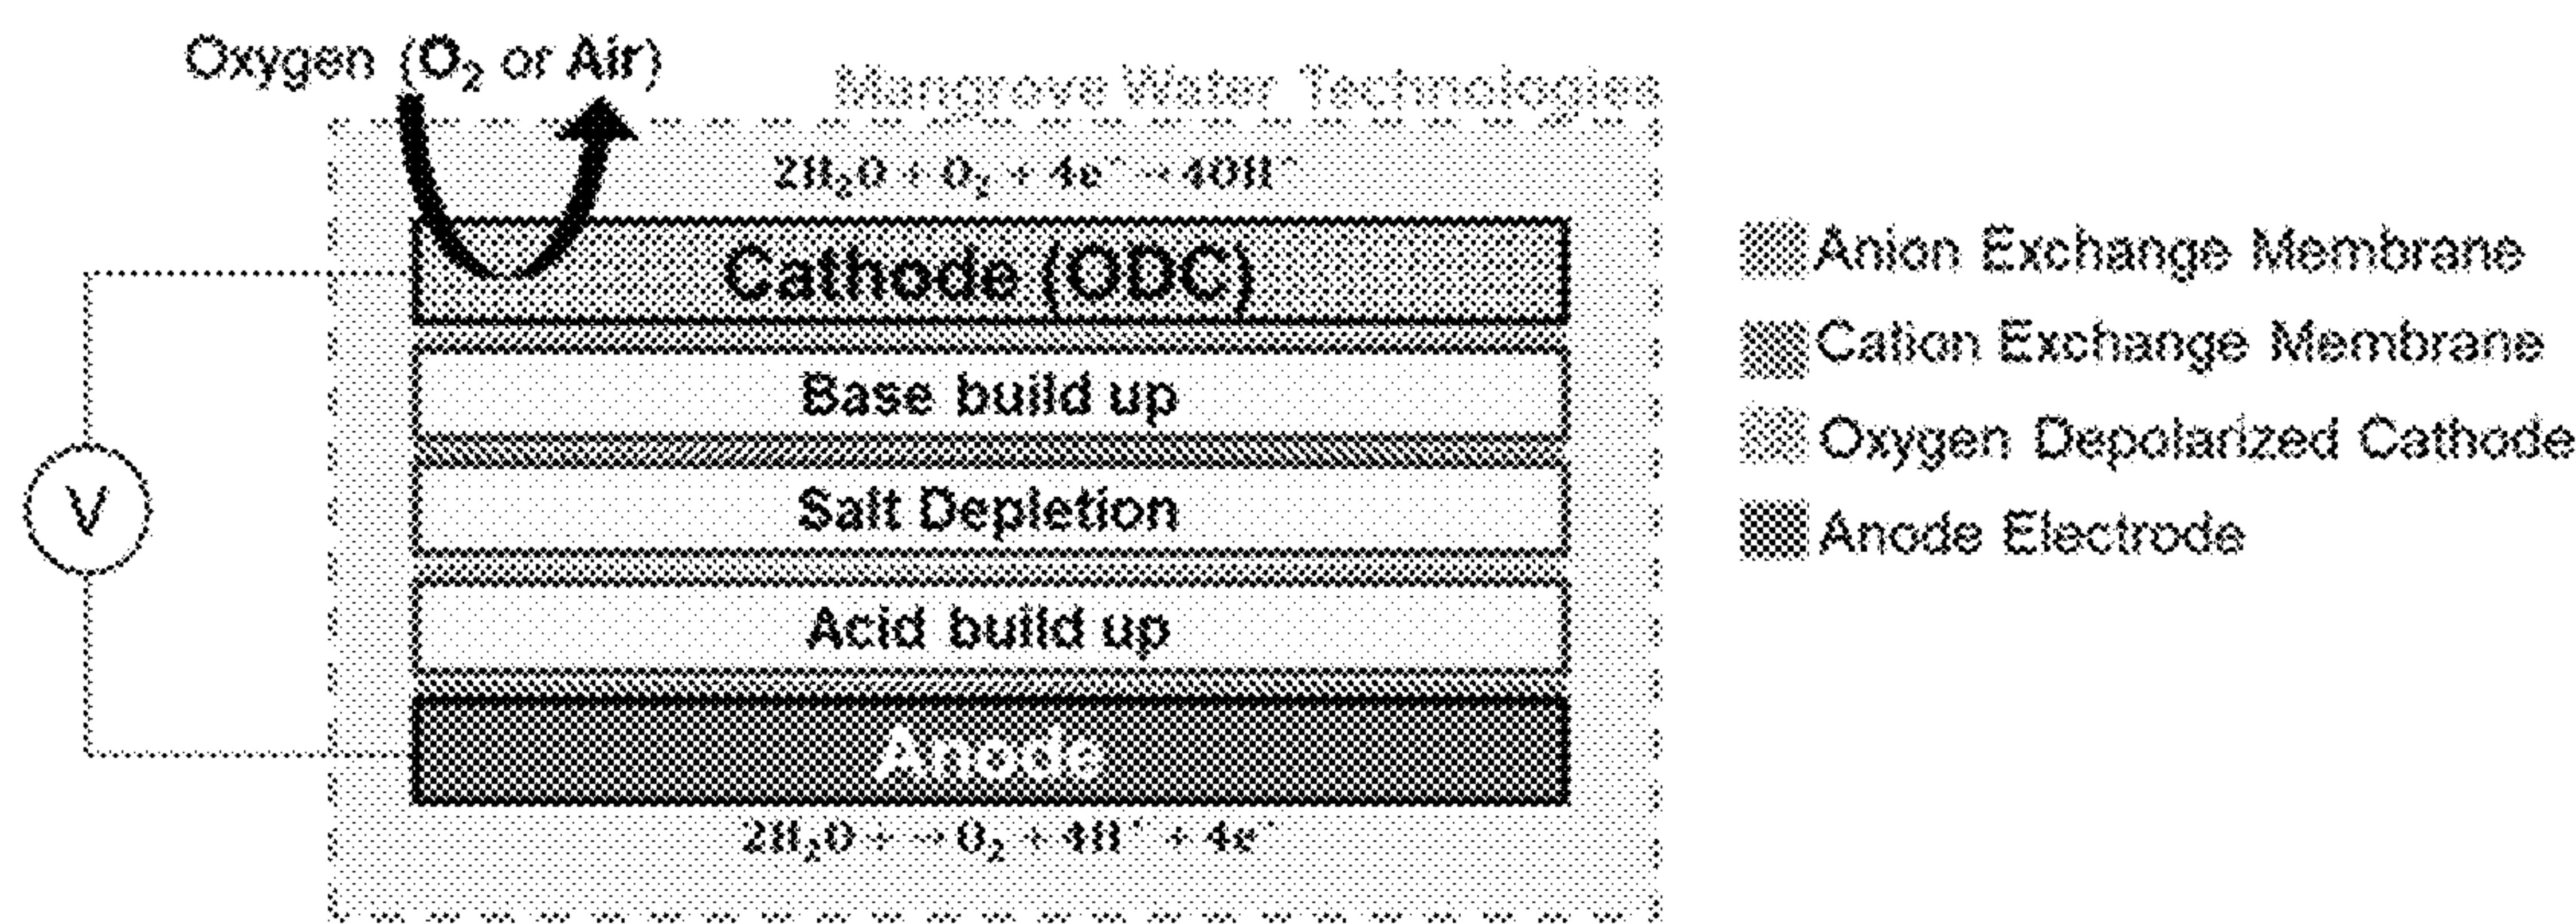 Oxygen (O₂ or Air)
Mangrove Water Technologies
2H₂O + O₂ + 4e⁻ → 4OH⁻
Cathode (ODC)
Base build up
Salt Depletion
Acid build up
Anode
2H₂O + → O₂ + 4H⁺ + 4e⁻
V
Anion Exchange Membrane
Cation Exchange Membrane
Oxygen Depolarized Cathode
Anode Electrode